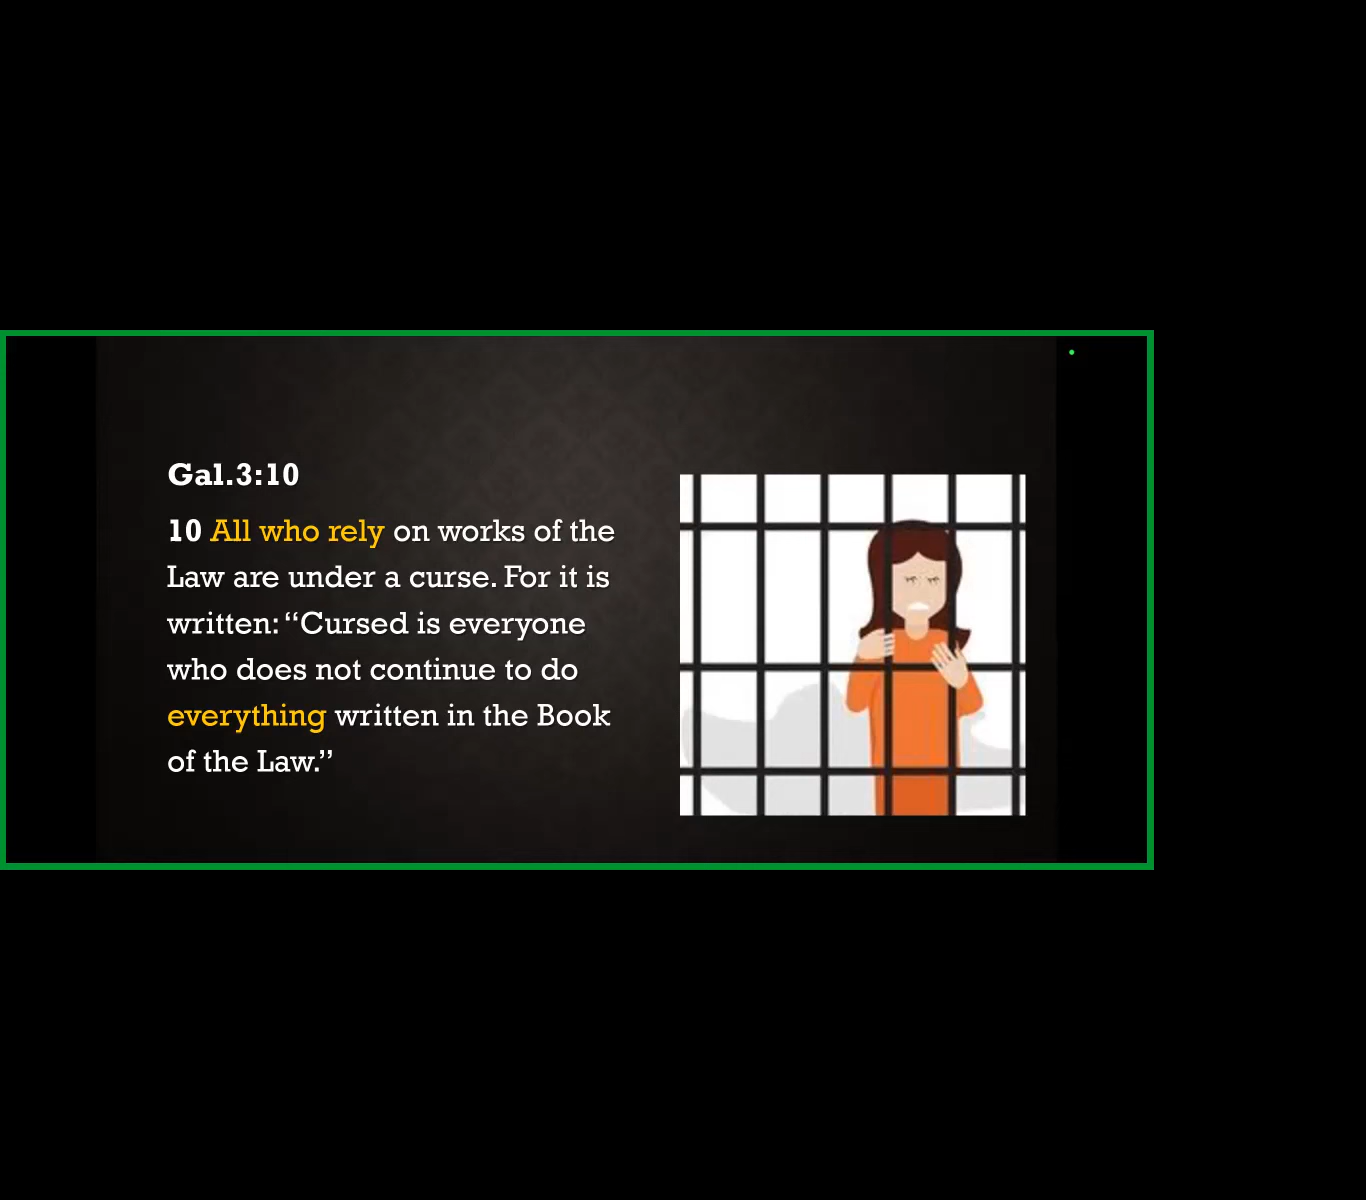 Gal.3:10
10 All who rely on works of the
Law are under a curse. For it is
written: “Cursed is everyone
who does not continue to do
everything written in the Book
of the Law.”